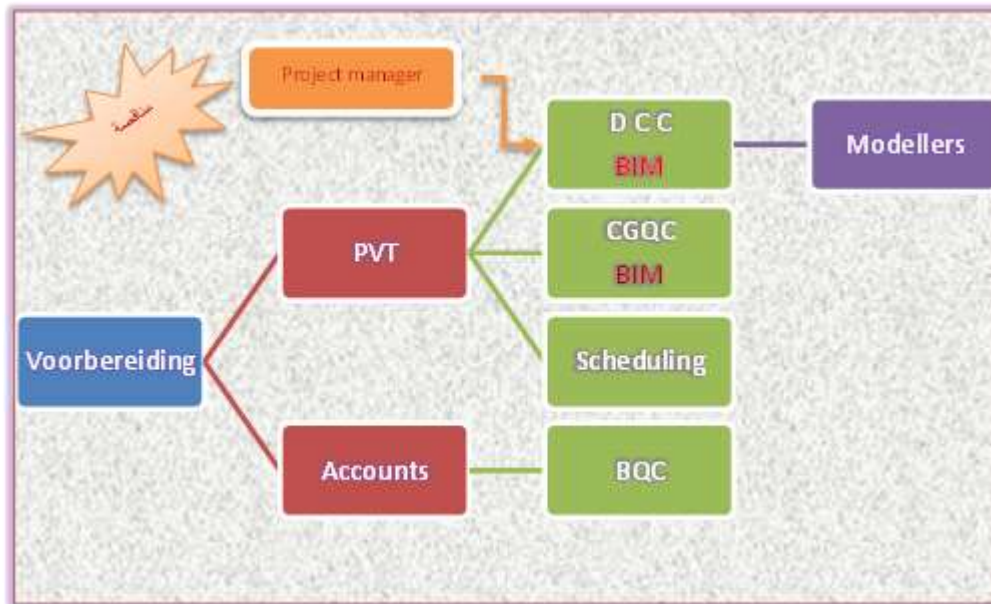 Project manager
D C C
BIM
Modellers
PVT
CGQC
BIM
Voorbereiding
Scheduling
Accounts
BQC